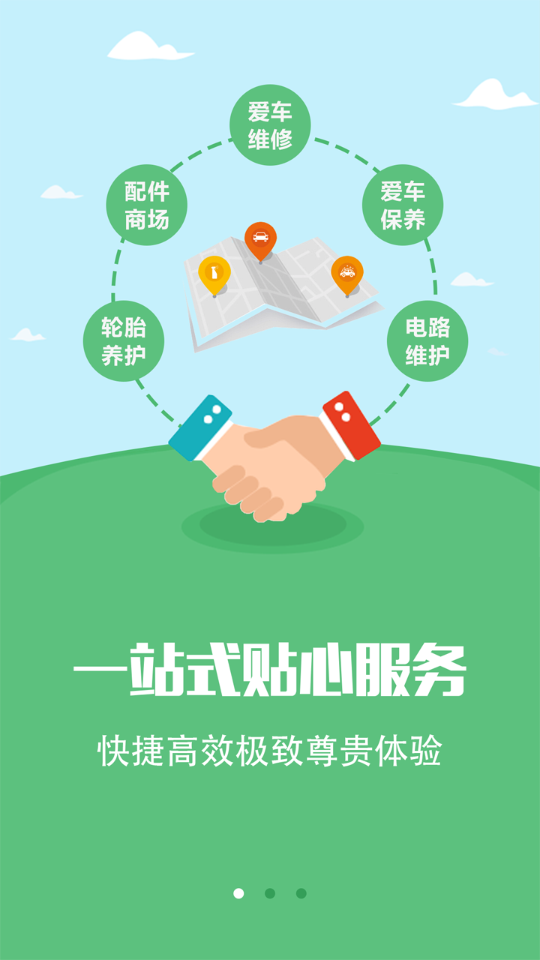 爱车
维修
配件
商场
爱车
保养
轮胎
养护
电路
维护
一站式贴心服务
快捷高效极致尊贵体验